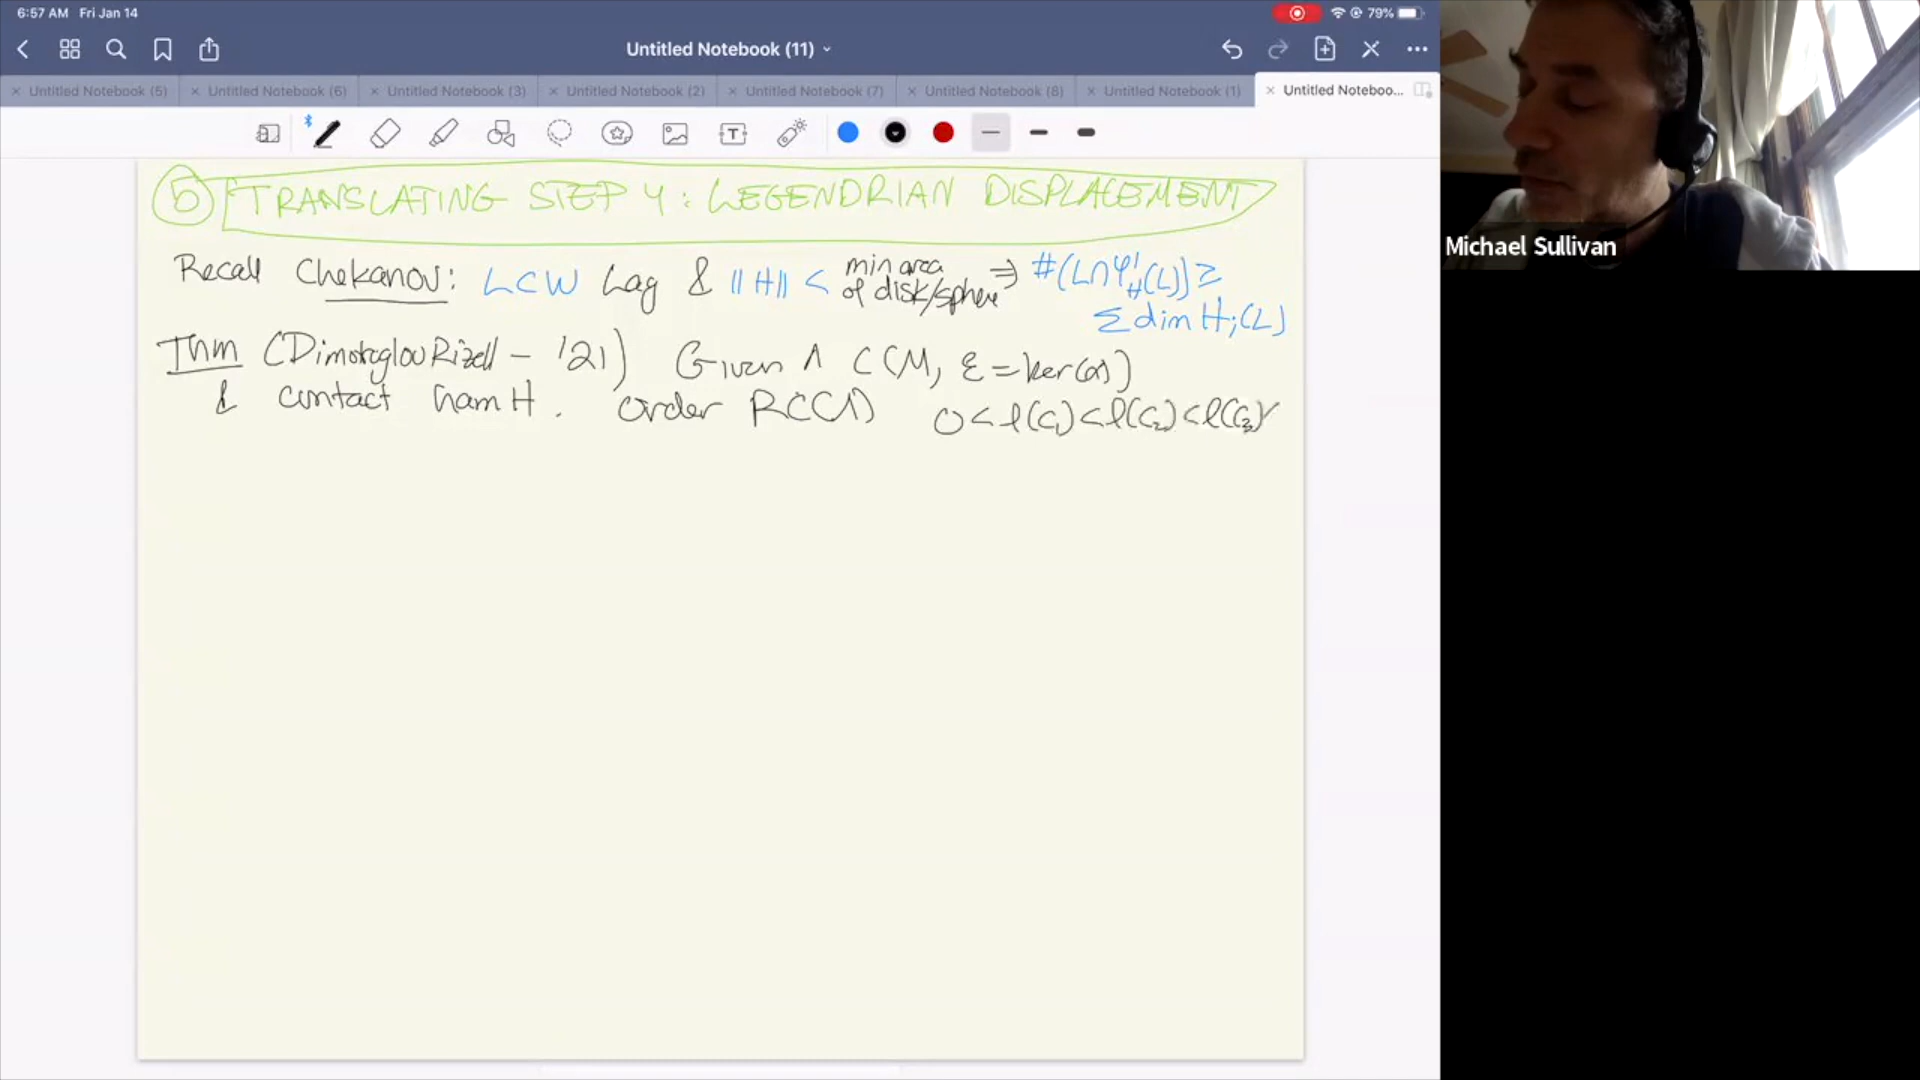 6:57 AM Fri Jan 14
79%
Untitled Notebook (11)
Untitled Notebook (5)
Untitled Notebook (6)
Untitled Notebook (3)
Untitled Notebook (2)
Untitled Notebook (7)
Untitled Notebook (8)
Untitled Notebook (1)
Untitled Noteboo...
T
⑤ TRANSLATING STEP 4: LEGENDRIAN DISPLACEMENT
Recall Chekanov: L⊂W Lag & ||H|| < min area of disk/sphere ⇒ #(L∩φ¹_H(L)) ≥
Σ dim H_i(L)
Thm (Dimitroglou Rizell - '21) Given Λ ⊂ (M, ξ = ker(α))
& contact ham H. Order RC(Λ) 0<l(c₁)<l(c₂)<l(c₃)<
Michael Sullivan